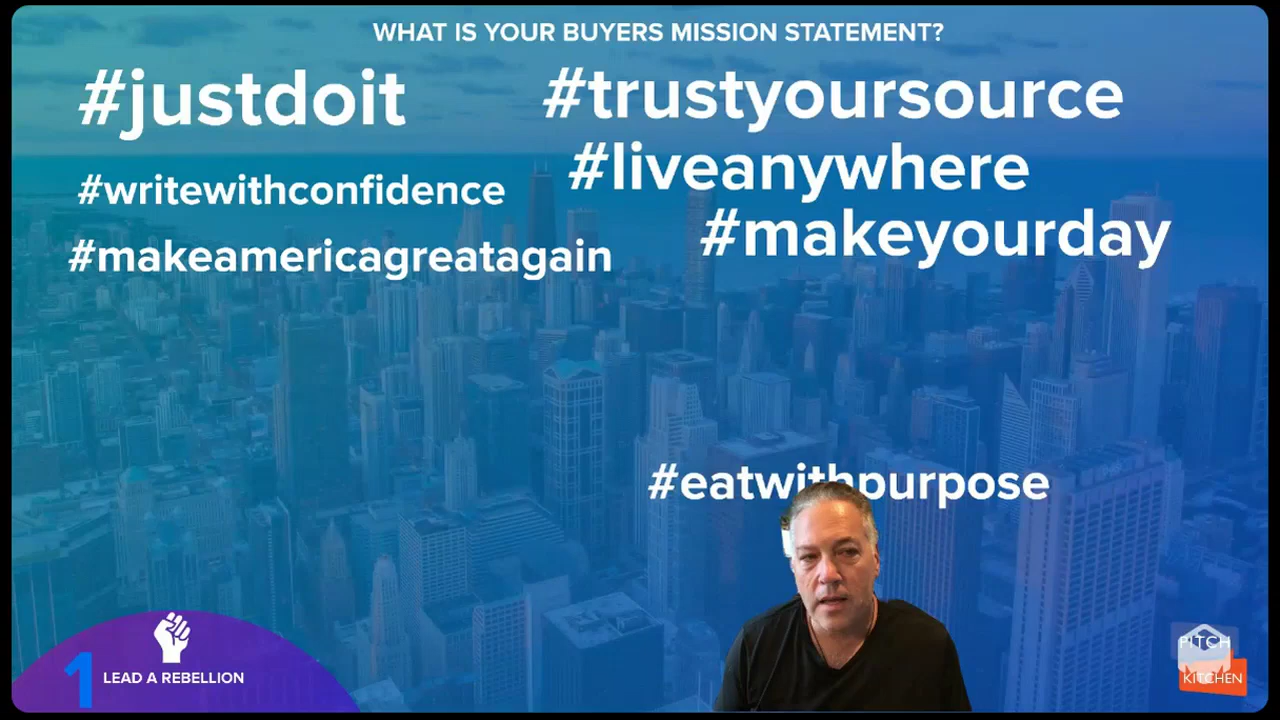 WHAT IS YOUR BUYERS MISSION STATEMENT?
#justdoit
#trustyoursource
#liveanywhere
#writewithconfidence
#makeyourday
#makeamericagreatagain
#eatwithpurpose
1
LEAD A REBELLION
PITCH
KITCHEN